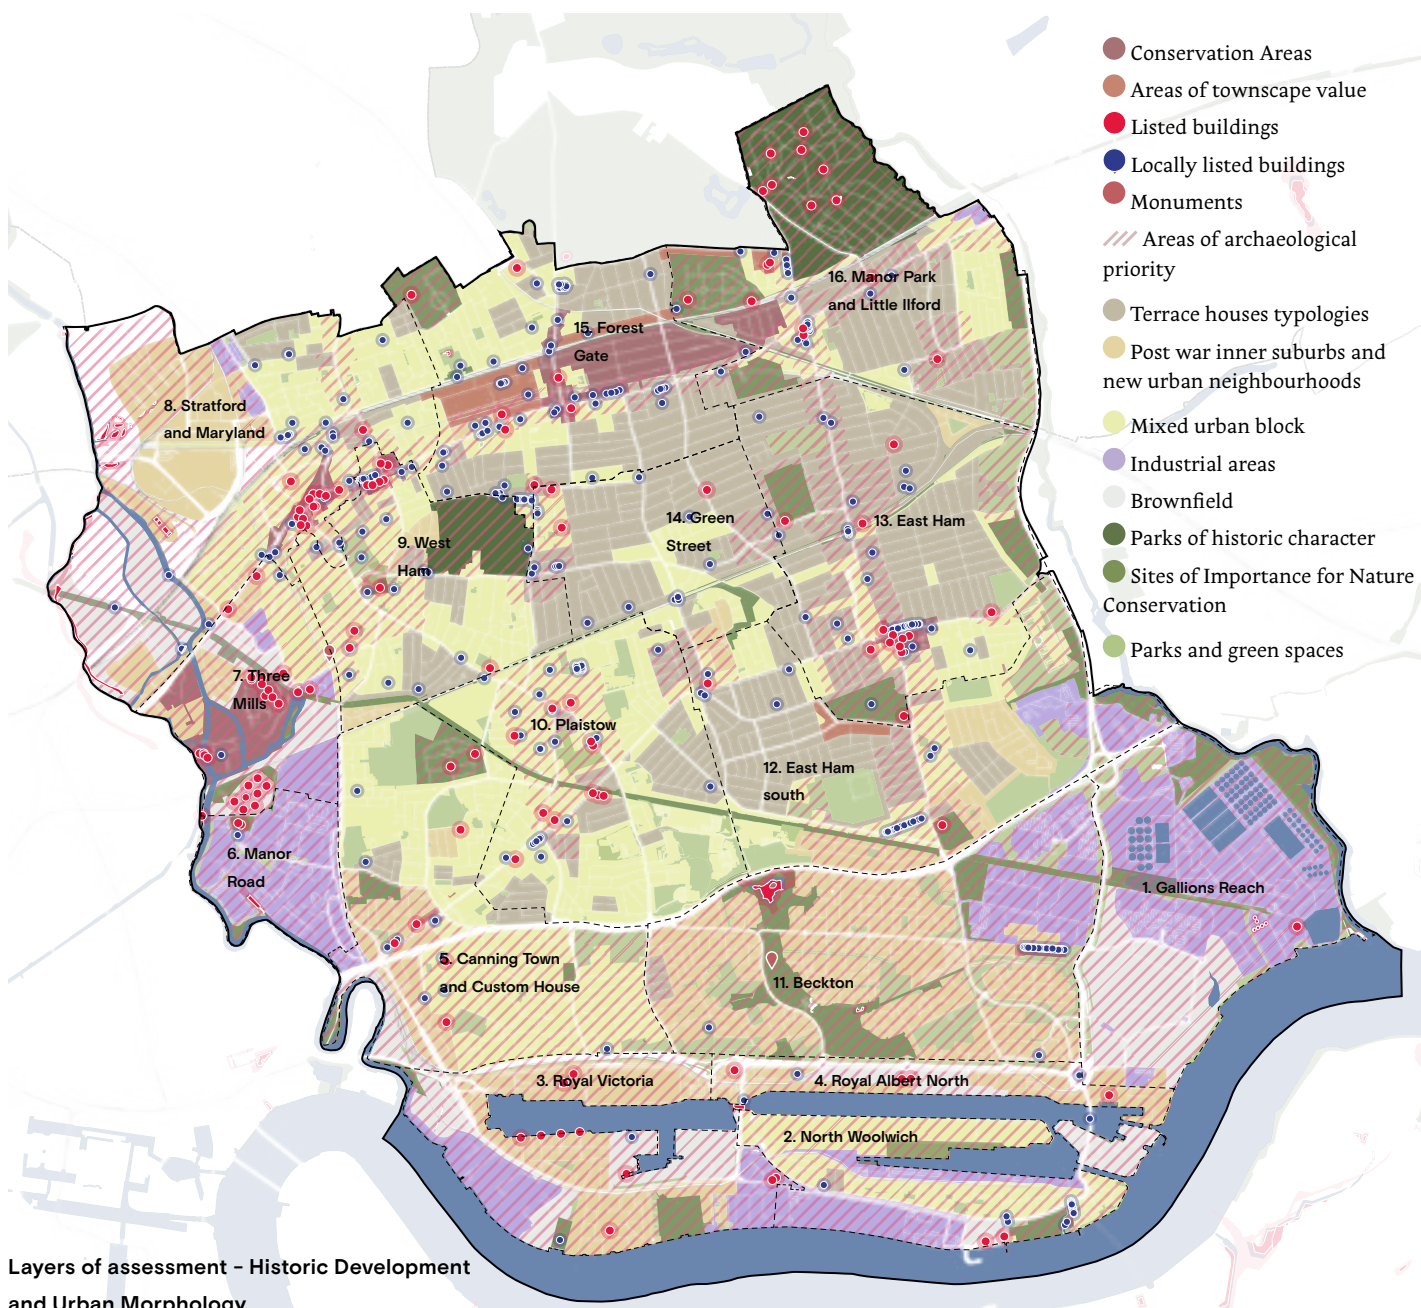 Conservation Areas
Areas of townscape value
Listed buildings
Locally listed buildings
Monuments
Areas of archaeological
priority
Terrace houses typologies
Post war inner suburbs and
new urban neighbourhoods
Mixed urban block
Industrial areas
Brownfield
Parks of historic character
Sites of Importance for Nature
Conservation
Parks and green spaces
16. Manor Park
and Little Ilford
15. Forest
Gate
8. Stratford
and Maryland
14. Green
Street
13. East Ham
9. West
Ham
7. Three
Mills
10. Plaistow
12. East Ham
south
6. Manor
Road
1. Gallions Reach
5. Canning Town
and Custom House
11. Beckton
3. Royal Victoria
4. Royal Albert North
2. North Woolwich
Layers of assessment – Historic Development
and Urban Morphology